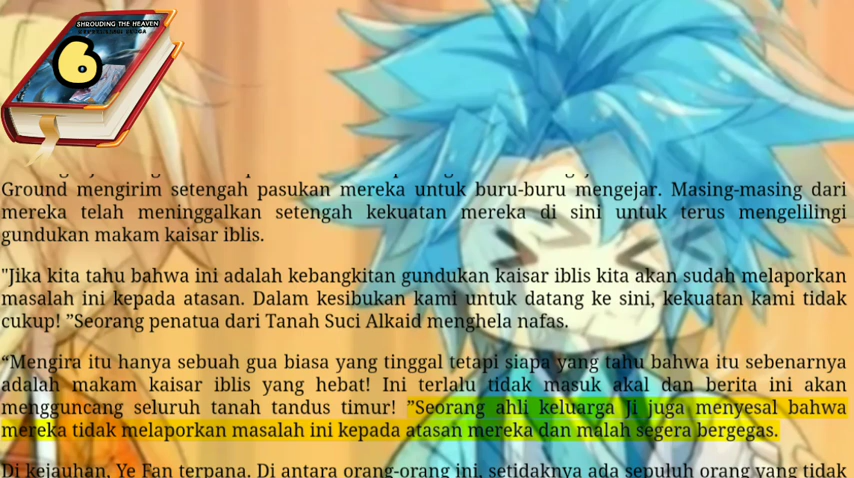 SHROUDING THE HEAVEN
6
Ground mengirim setengah pasukan mereka untuk buru-buru mengejar. Masing-masing dari
mereka telah meninggalkan setengah kekuatan mereka di sini untuk terus mengelilingi
gundukan makam kaisar iblis.
"Jika kita tahu bahwa ini adalah kebangkitan gundukan kaisar iblis kita akan sudah melaporkan
masalah ini kepada atasan. Dalam kesibukan kami untuk datang ke sini, kekuatan kami tidak
cukup! ”Seorang penatua dari Tanah Suci Alkaid menghela nafas.
“Mengira itu hanya sebuah gua biasa yang tinggal tetapi siapa yang tahu bahwa itu sebenarnya
adalah makam kaisar iblis yang hebat! Ini terlalu tidak masuk akal dan berita ini akan
mengguncang seluruh tanah tandus timur! ”Seorang ahli keluarga Ji juga menyesal bahwa
mereka tidak melaporkan masalah ini kepada atasan mereka dan malah segera bergegas.
Di kejauhan, Ye Fan terpana. Di antara orang-orang ini, setidaknya ada sepuluh orang yang tidak